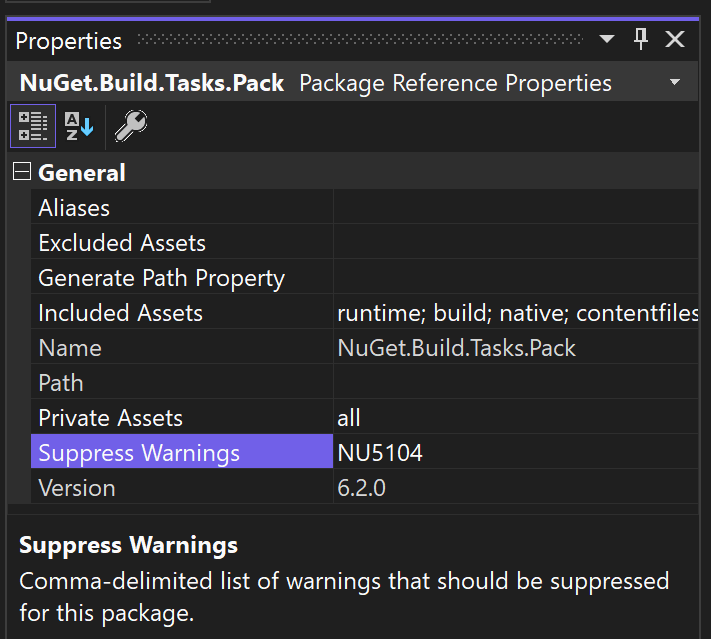 Properties
NuGet.Build.Tasks.Pack Package Reference Properties
A
Z
General
Aliases
Excluded Assets
Generate Path Property
Included Assets runtime; build; native; contentfiles
Name NuGet.Build.Tasks.Pack
Path
Private Assets all
Suppress Warnings NU5104
Version 6.2.0
Suppress Warnings
Comma-delimited list of warnings that should be suppressed
for this package.